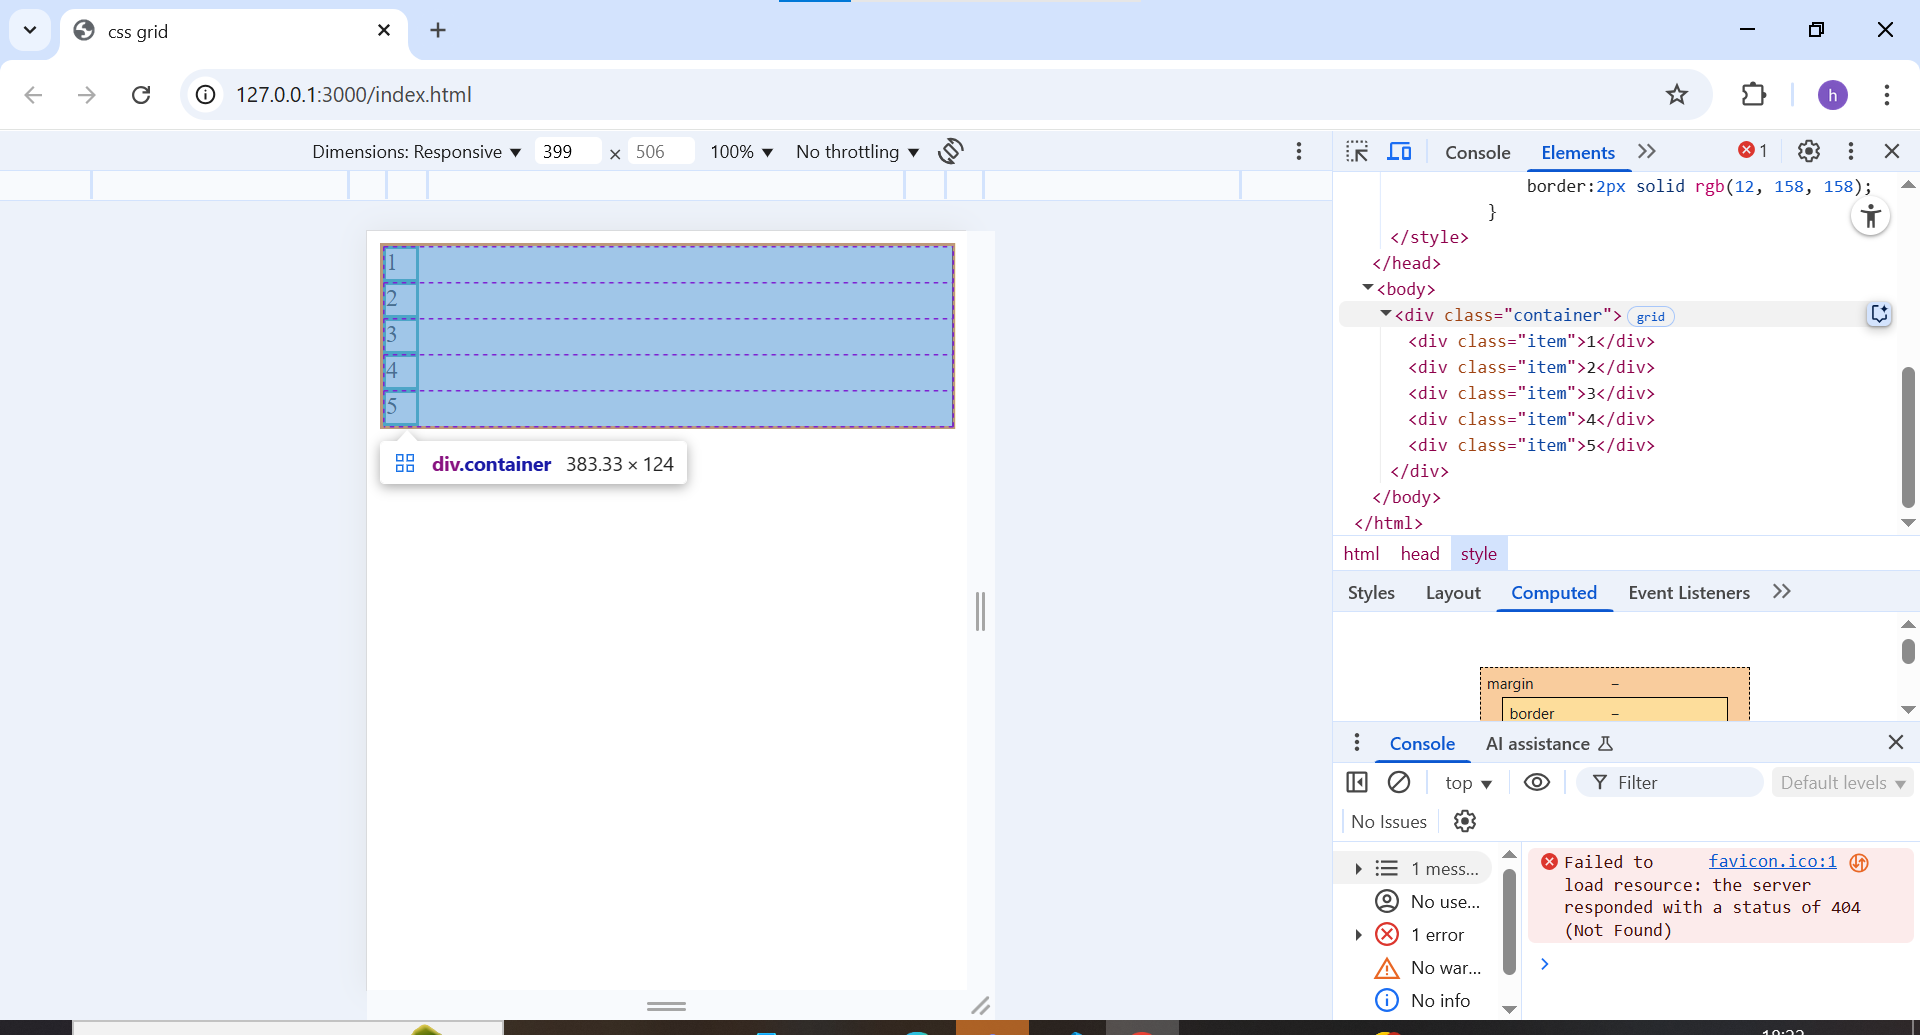 css grid
127.0.0.1:3000/index.html
h
Dimensions: Responsive 399 × 506 100% No throttling
Console Elements 1
border:2px solid rgb(12, 158, 158);
}
</style>
</head>
<body>
<div class="container"> grid
<div class="item">1</div>
<div class="item">2</div>
<div class="item">3</div>
<div class="item">4</div>
<div class="item">5</div>
</div>
</body>
</html>
html head style
Styles Layout Computed Event Listeners
margin –
border –
1
2
3
4
5
div.container 383.33 × 124
Console AI assistance
top Filter Default levels
No Issues
1 mess...
No use...
1 error
No war...
No info
Failed to favicon.ico:1
load resource: the server
responded with a status of 404
(Not Found)